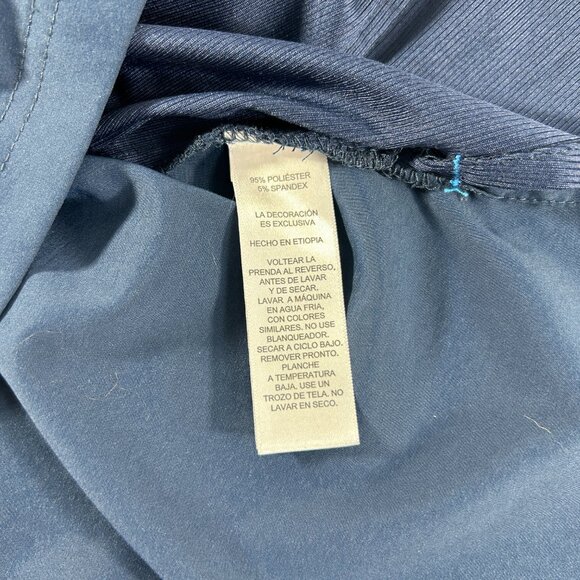 95% POLIÉSTER
5% SPANDEX
LA DECORACIÓN
ES EXCLUSIVA
HECHO EN ETIOPIA
VOLTEAR LA
PRENDA AL REVERSO,
ANTES DE LAVAR
Y DE SECAR.
LAVAR A MÁQUINA
EN AGUA FRIA,
CON COLORES
SIMILARES. NO USE
BLANQUEADOR.
SECAR A CICLO BAJO.
REMOVER PRONTO.
PLANCHE
A TEMPERATURA
BAJA. USE UN
TROZO DE TELA. NO
LAVAR EN SECO.